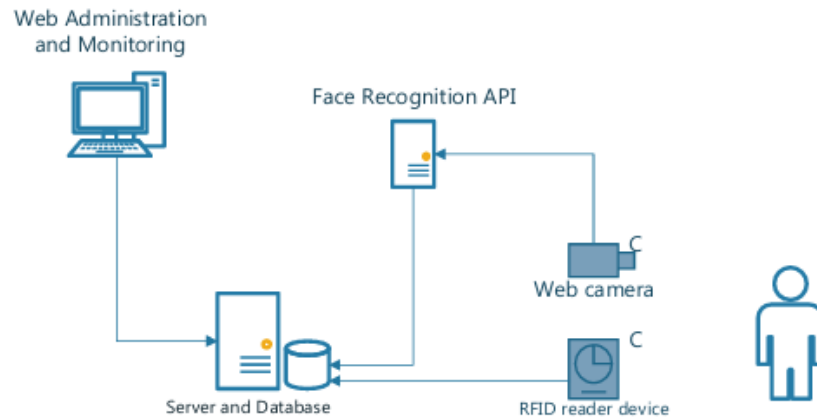 Web Administration
and Monitoring
Face Recognition API
C
Web camera
C
Server and Database
RFID reader device